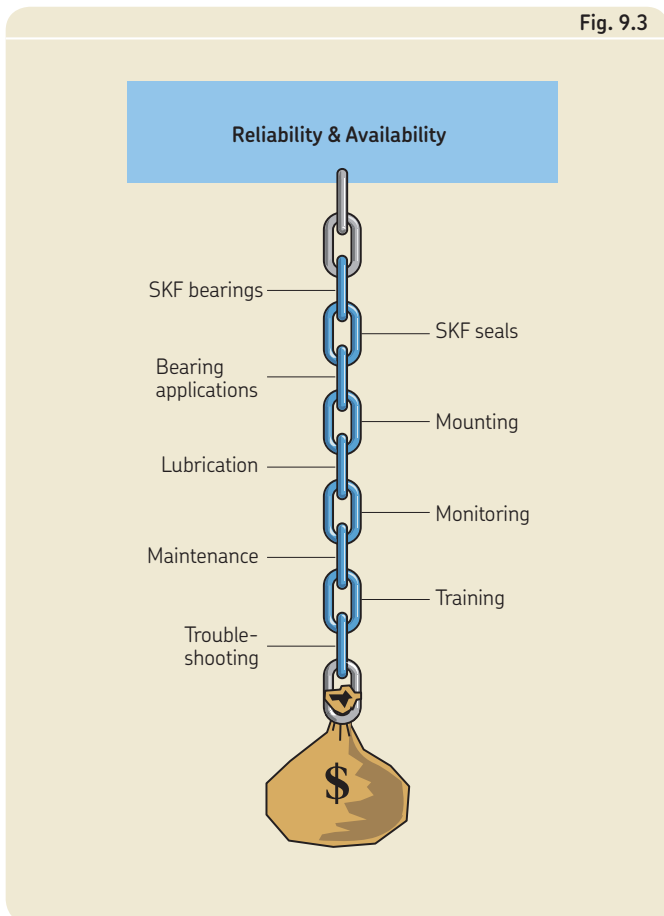 Fig. 9.3
Reliability & Availability
SKF bearings
SKF seals
Bearing
applications
Mounting
Lubrication
Monitoring
Maintenance
Training
Trouble-
shooting
$